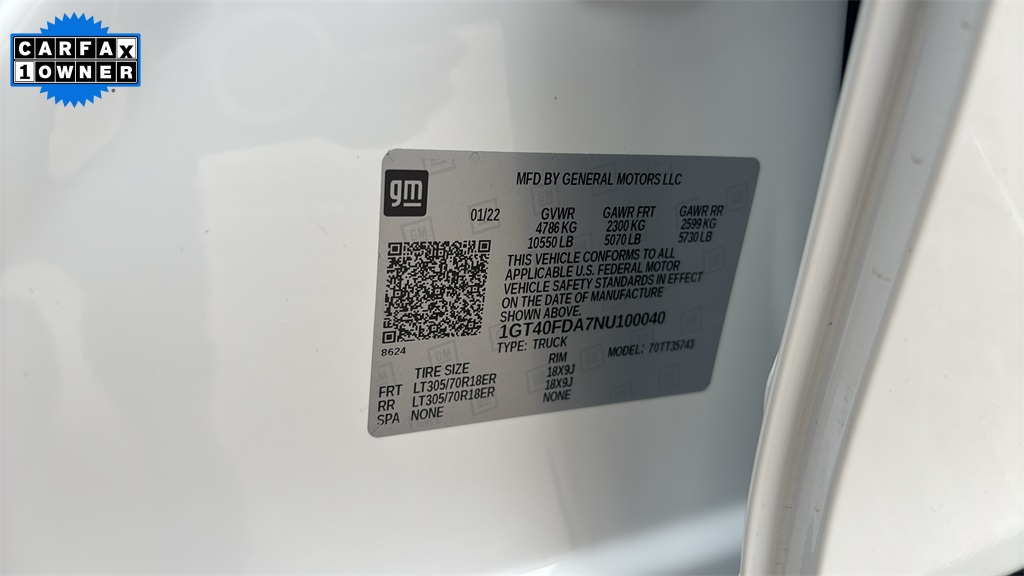 CARFAX
1 OWNER
gm
MFD BY GENERAL MOTORS LLC
01/22
GVWR GAWR FRT GAWR RR
4786 KG 2300 KG 2599 KG
10550 LB 5070 LB 5730 LB
THIS VEHICLE CONFORMS TO ALL
APPLICABLE U.S. FEDERAL MOTOR
VEHICLE SAFETY STANDARDS IN EFFECT
ON THE DATE OF MANUFACTURE
SHOWN ABOVE.
1GT40FDA7NU100040
TYPE: TRUCK MODEL: 70TT35743
8624
TIRE SIZE RIM
FRT LT305/70R18ER 18X9J
RR LT305/70R18ER 18X9J
SPA NONE NONE